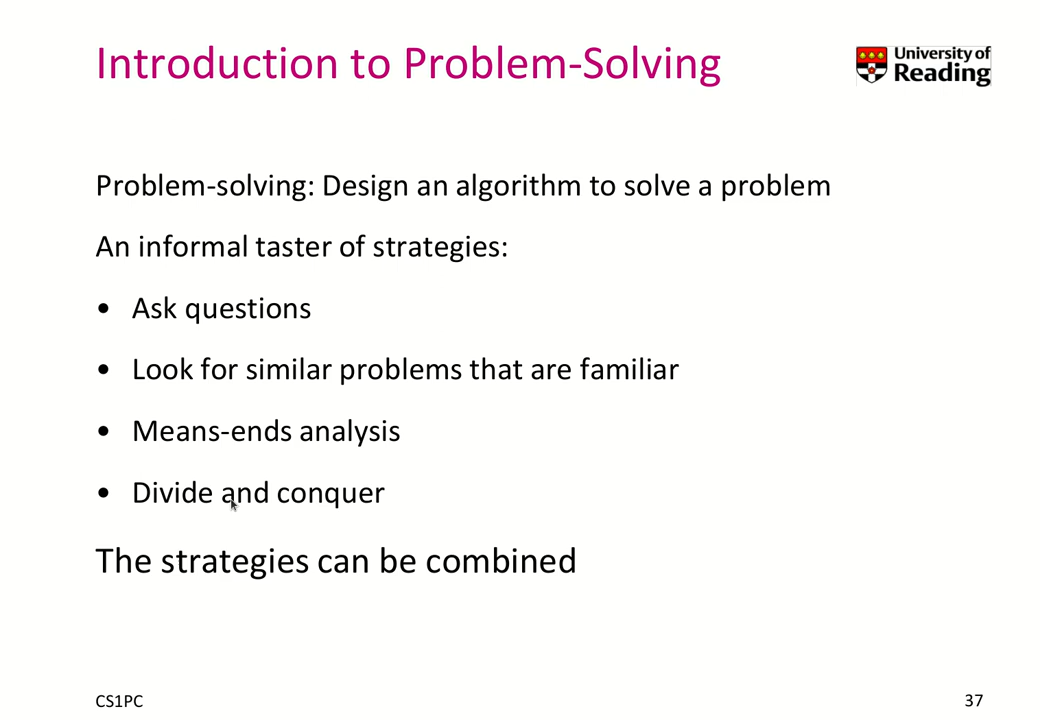 Introduction to Problem-Solving
University of
Reading
Problem-solving: Design an algorithm to solve a problem
An informal taster of strategies:
• Ask questions
• Look for similar problems that are familiar
• Means-ends analysis
• Divide and conquer
The strategies can be combined
CS1PC
37